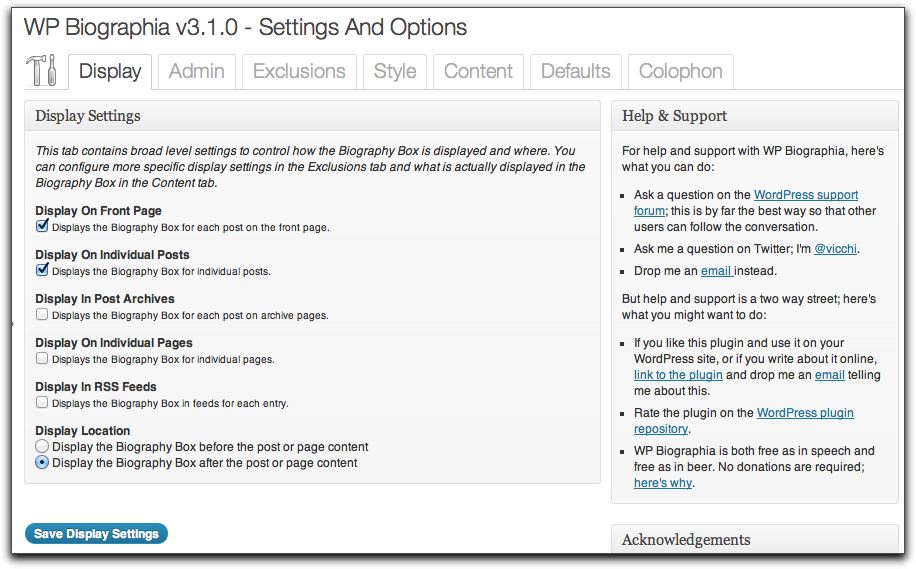 WP Biographia v3.1.0 - Settings And Options
Display
Admin
Exclusions
Style
Content
Defaults
Colophon
Display Settings
This tab contains broad level settings to control how the Biography Box is displayed and where. You
can configure more specific display settings in the Exclusions tab and what is actually displayed in the
Biography Box in the Content tab.
Display On Front Page
Displays the Biography Box for each post on the front page.
Display On Individual Posts
Displays the Biography Box for individual posts.
Display In Post Archives
Displays the Biography Box for each post on archive pages.
Display On Individual Pages
Displays the Biography Box for individual pages.
Display In RSS Feeds
Displays the Biography Box in feeds for each entry.
Display Location
Display the Biography Box before the post or page content
Display the Biography Box after the post or page content
Save Display Settings
Help & Support
For help and support with WP Biographia, here's
what you can do:
Ask a question on the WordPress support
forum; this is by far the best way so that other
users can follow the conversation.
Ask me a question on Twitter; I'm @vicchi.
Drop me an email instead.
But help and support is a two way street; here's
what you might want to do:
If you like this plugin and use it on your
WordPress site, or if you write about it online,
link to the plugin and drop me an email telling
me about this.
Rate the plugin on the WordPress plugin
repository.
WP Biographia is both free as in speech and
free as in beer. No donations are required;
here's why.
Acknowledgements